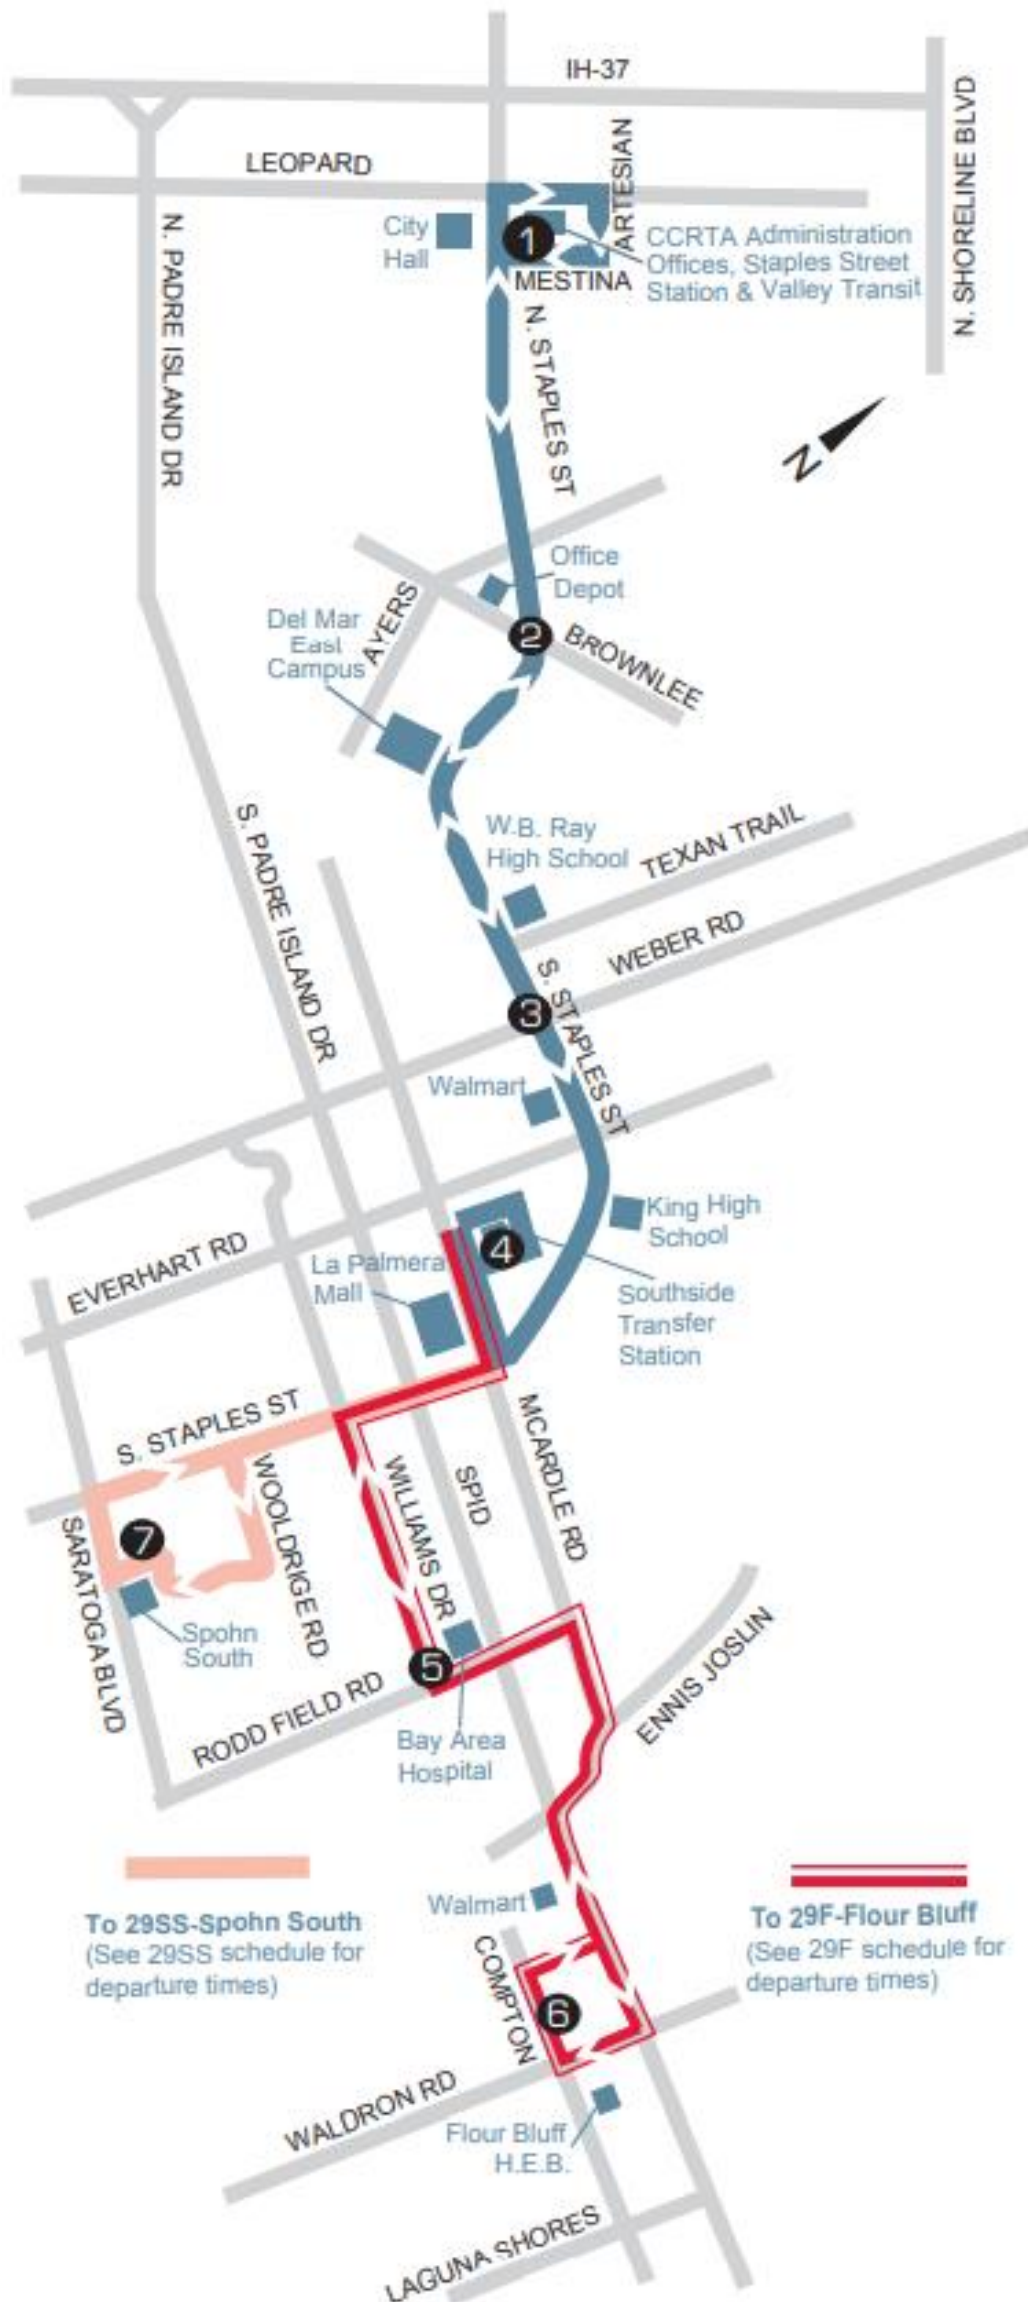 IH-37
N. SHORELINE BLVD
LEOPARD
ARTESIAN
N. PADRE ISLAND DR
City
Hall
1
CCRTA Administration
Offices, Staples Street
Station & Valley Transit
MESTINA
N. STAPLES ST
N
Office
Depot
AYERS
Del Mar
East
Campus
2
BROWNLEE
S. PADRE ISLAND DR
W.B. Ray
High School
TEXAN TRAIL
WEBER RD
S. STAPLES ST
3
Walmart
King High
School
EVERHART RD
4
La Palmera
Mall
Southside
Transfer
Station
S. STAPLES ST
MCARDLE RD
WILLIAMS DR
SPID
WOOLDRIGE RD
7
SARATOGA BLVD
Spohn
South
5
RODD FIELD RD
ENNIS JOSLIN
Bay Area
Hospital
To 29SS-Spohn South
(See 29SS schedule for
departure times)
Walmart
To 29F-Flour Bluff
(See 29F schedule for
departure times)
COMPTON
6
WALDRON RD
Flour Bluff
H.E.B.
LAGUNA SHORES